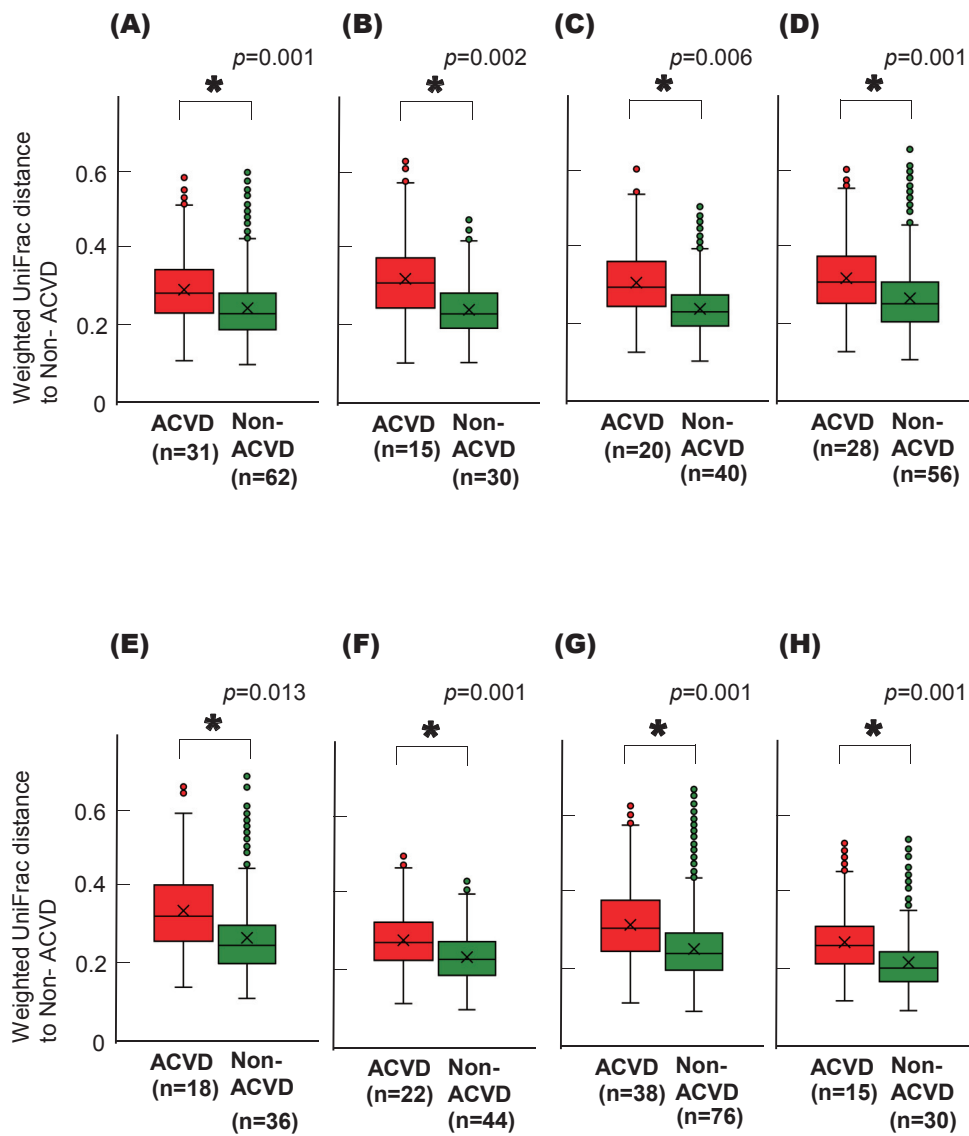 (A)
(B)
(C)
(D)
p=0.001
p=0.002
p=0.006
p=0.001
*
*
*
*
Weighted UniFrac distance
to Non- ACVD
0.6
0.4
0.2
0
ACVD
(n=31)
Non-
ACVD
(n=62)
ACVD
(n=15)
Non-
ACVD
(n=30)
ACVD
(n=20)
Non-
ACVD
(n=40)
ACVD
(n=28)
Non-
ACVD
(n=56)
(E)
(F)
(G)
(H)
p=0.013
p=0.001
p=0.001
p=0.001
*
*
*
*
Weighted UniFrac distance
to Non- ACVD
0.6
0.4
0.2
0
ACVD
(n=18)
Non-
ACVD
(n=36)
ACVD
(n=22)
Non-
ACVD
(n=44)
ACVD
(n=38)
Non-
ACVD
(n=76)
ACVD
(n=15)
Non-
ACVD
(n=30)